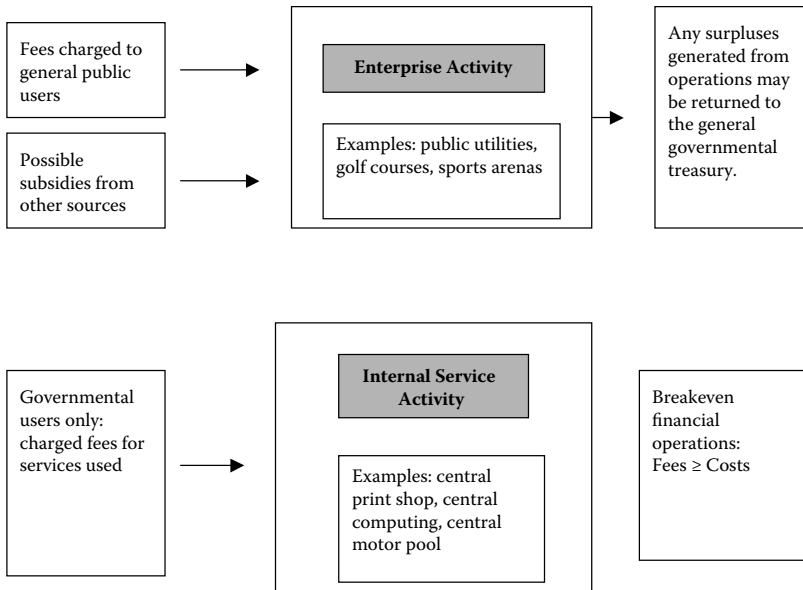 Fees charged to
general public
users
Possible
subsidies from
other sources
Enterprise Activity
Examples: public utilities,
golf courses, sports arenas
Any surpluses
generated from
operations may
be returned to
the general
governmental
treasury.
Governmental
users only:
charged fees for
services used
Internal Service
Activity
Examples: central
print shop, central
computing, central
motor pool
Breakeven
financial
operations:
Fees ≥ Costs